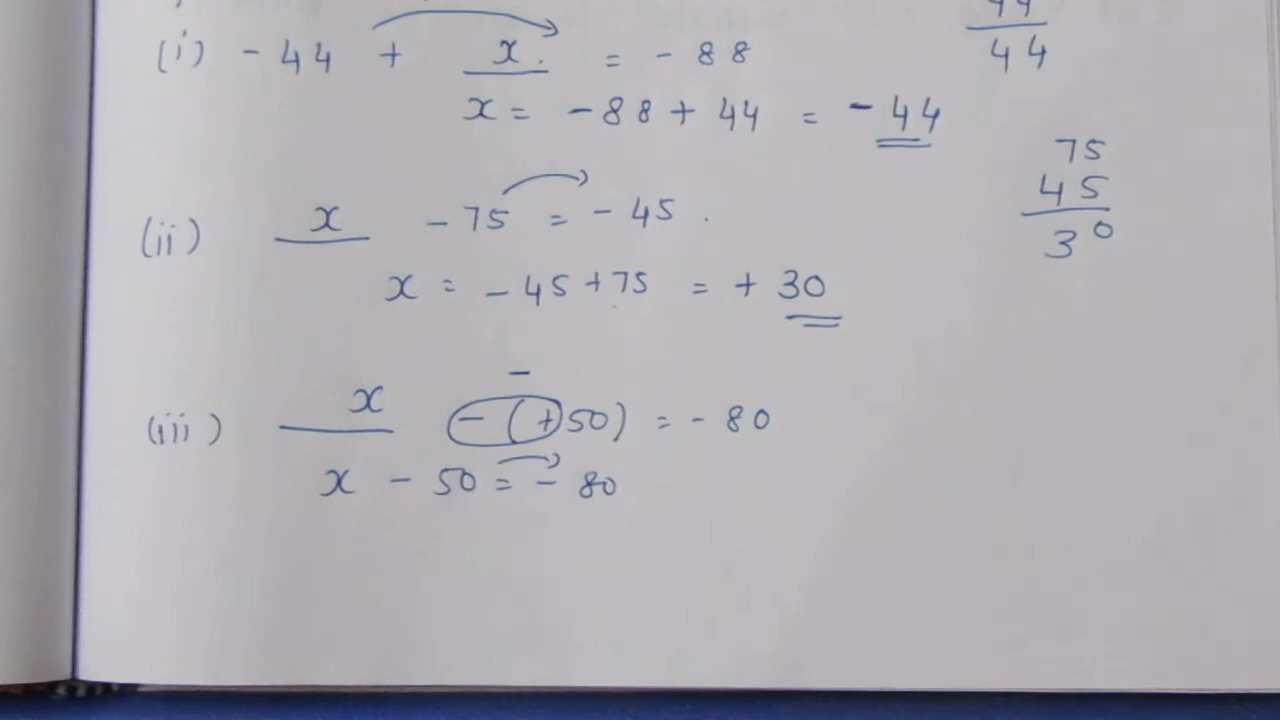 (i) - 44 + x. = - 88
x = - 88 + 44 = - 44
44
44
(ii) x - 75 = - 45 .
x = - 45 + 75 = + 30
75
45
30
-
(iii) x - (+50) = - 80
x - 50 = - 80